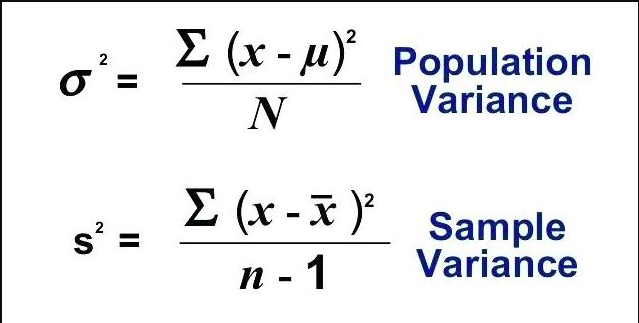 σ² = Σ (x - μ)² / N Population Variance
s² = Σ (x - x̄ )² / n - 1 Sample Variance